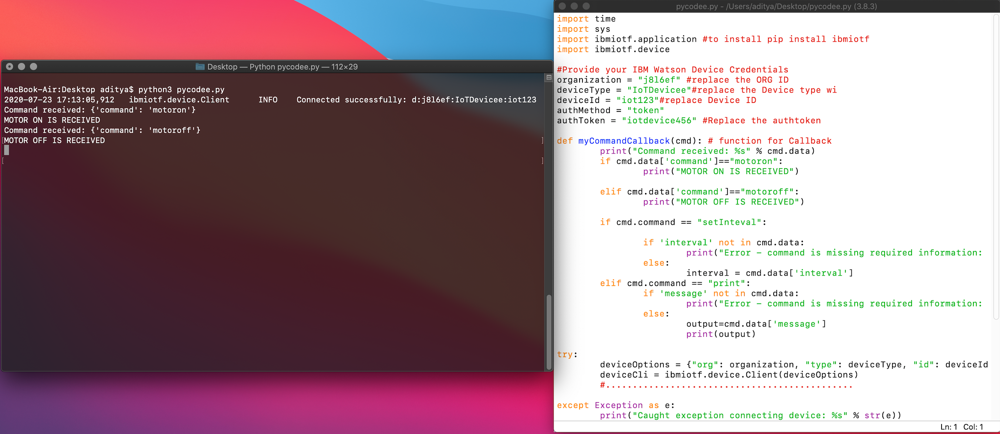 Desktop — Python pycodee.py — 112×29
MacBook-Air:Desktop aditya$ python3 pycodee.py
2020-07-23 17:13:05,912   ibmiotf.device.Client      INFO    Connected successfully: d:j8l6ef:IoTDevicee:iot123
Command received: {'command': 'motoron'}
MOTOR ON IS RECEIVED
Command received: {'command': 'motoroff'}
[MOTOR OFF IS RECEIVED ]
[ ]
pycodee.py - /Users/aditya/Desktop/pycodee.py (3.8.3)
import time
import sys
import ibmiotf.application #to install pip install ibmiotf
import ibmiotf.device
#Provide your IBM Watson Device Credentials
organization = "j8l6ef" #replace the ORG ID
deviceType = "IoTDevicee"#replace the Device type wi
deviceId = "iot123"#replace Device ID
authMethod = "token"
authToken = "iotdevice456" #Replace the authtoken
def myCommandCallback(cmd): # function for Callback
        print("Command received: %s" % cmd.data)
        if cmd.data['command']=="motoron":
                print("MOTOR ON IS RECEIVED")
        elif cmd.data['command']=="motoroff":
                print("MOTOR OFF IS RECEIVED")
        if cmd.command == "setInteval":
                if 'interval' not in cmd.data:
                        print("Error - command is missing required information:
                else:
                        interval = cmd.data['interval']
        elif cmd.command == "print":
                if 'message' not in cmd.data:
                        print("Error - command is missing required information:
                else:
                        output=cmd.data['message']
                        print(output)
try:
        deviceOptions = {"org": organization, "type": deviceType, "id": deviceId
        deviceCli = ibmiotf.device.Client(deviceOptions)
        #..............................................
except Exception as e:
        print("Caught exception connecting device: %s" % str(e))
Ln: 1 Col: 1